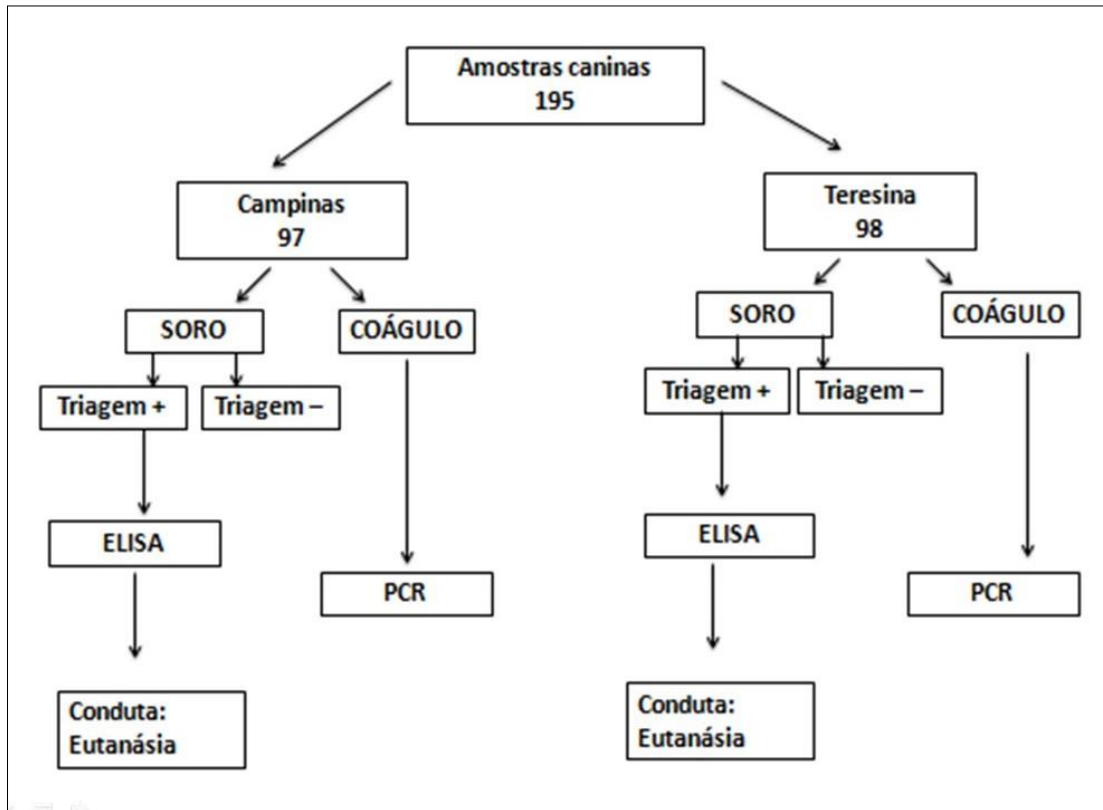 Amostras caninas
195
Campinas
97
Teresina
98
SORO
COÁGULO
SORO
COÁGULO
Triagem +
Triagem –
Triagem +
Triagem –
ELISA
ELISA
PCR
PCR
Conduta:
Eutanásia
Conduta:
Eutanásia